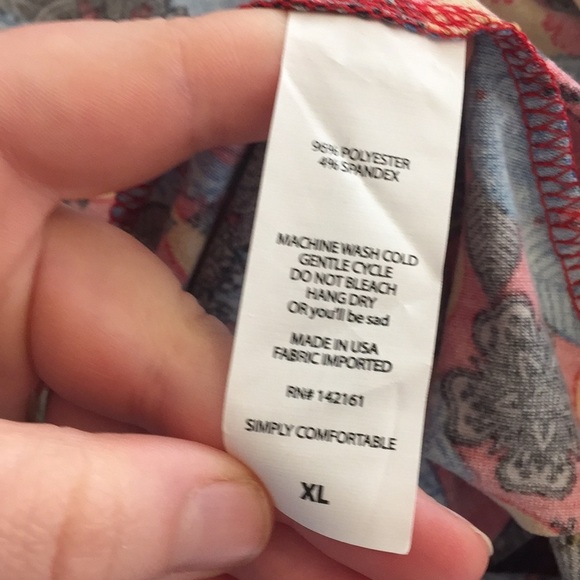 96% POLYESTER
4% SPANDEX
MACHINE WASH COLD
GENTLE CYCLE
DO NOT BLEACH
HANG DRY
OR you'll be sad
MADE IN USA
FABRIC IMPORTED
RN# 142161
SIMPLY COMFORTABLE
XL